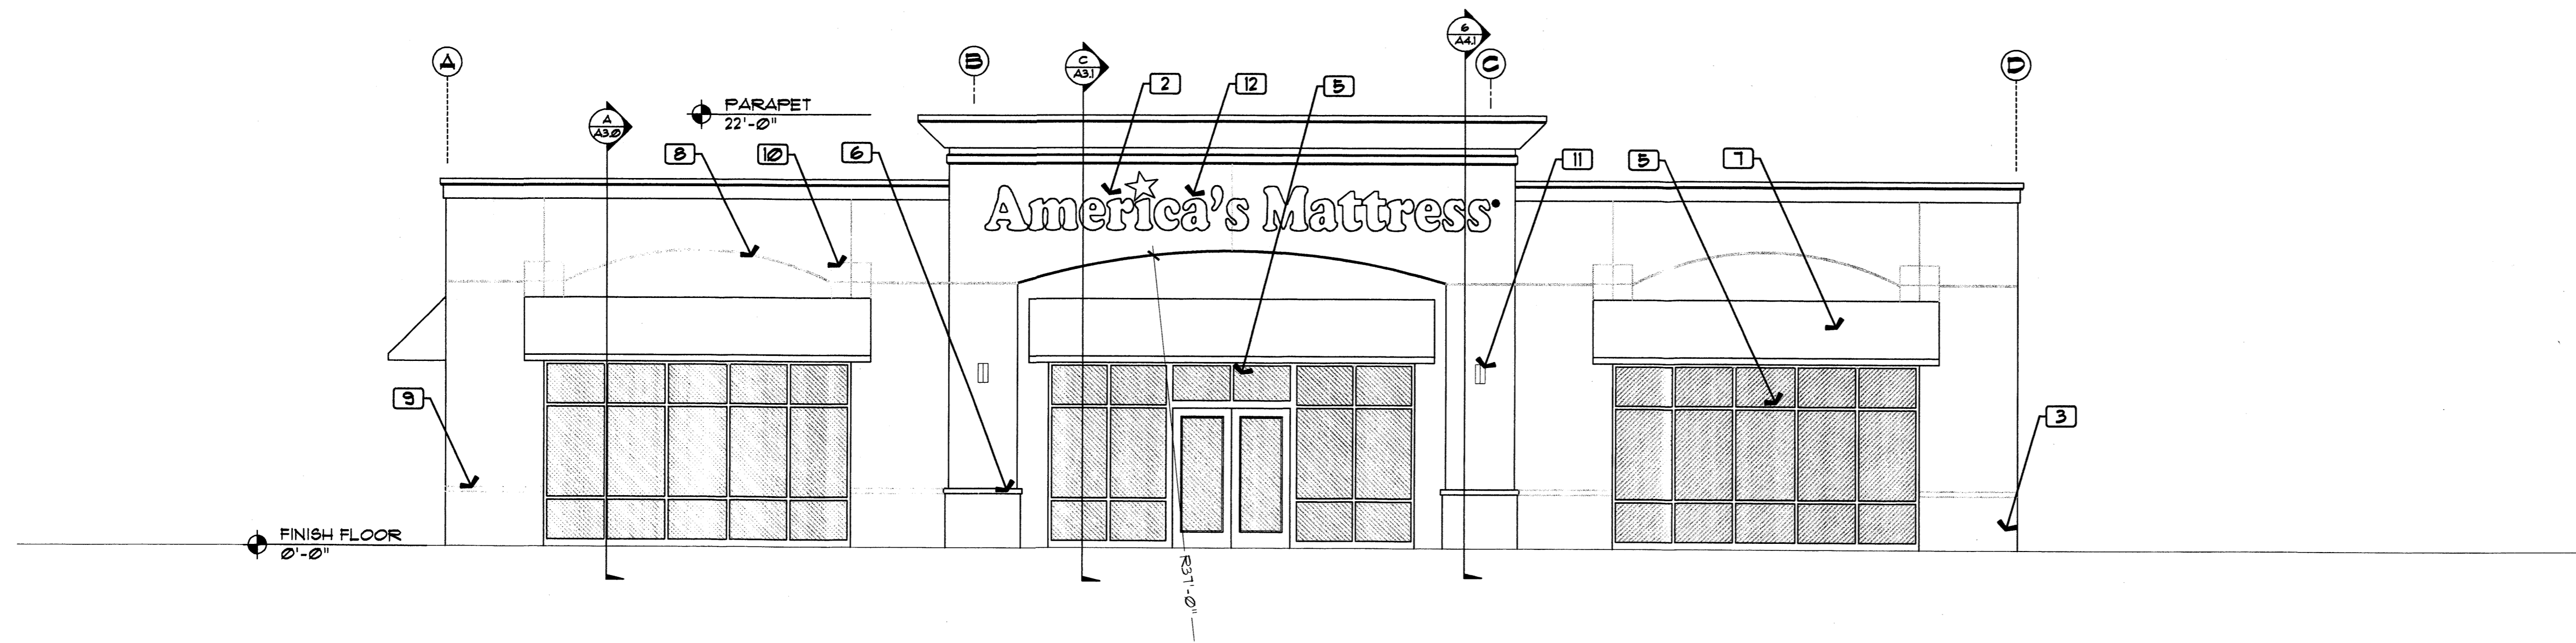 A
B
C
A3.1
6
A4.1
C
D
2
12
5
PARAPET
22'-0"
A
A3.0
8
10
6
11
5
7
America's Mattress
9
3
FINISH FLOOR
0'-0"
R37'-0"